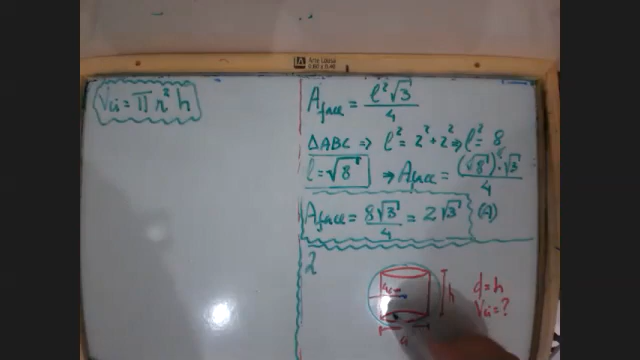 Vci = πr²h
A face = l²√3/4
ΔABC ⇒ l² = 2² + 2² ⇒ l² = 8
l = √8 ⇒ A face = (√8)²·√3/4
A face = 8√3/4 = 2√3 (A)
2
h
d=h
Vci=?